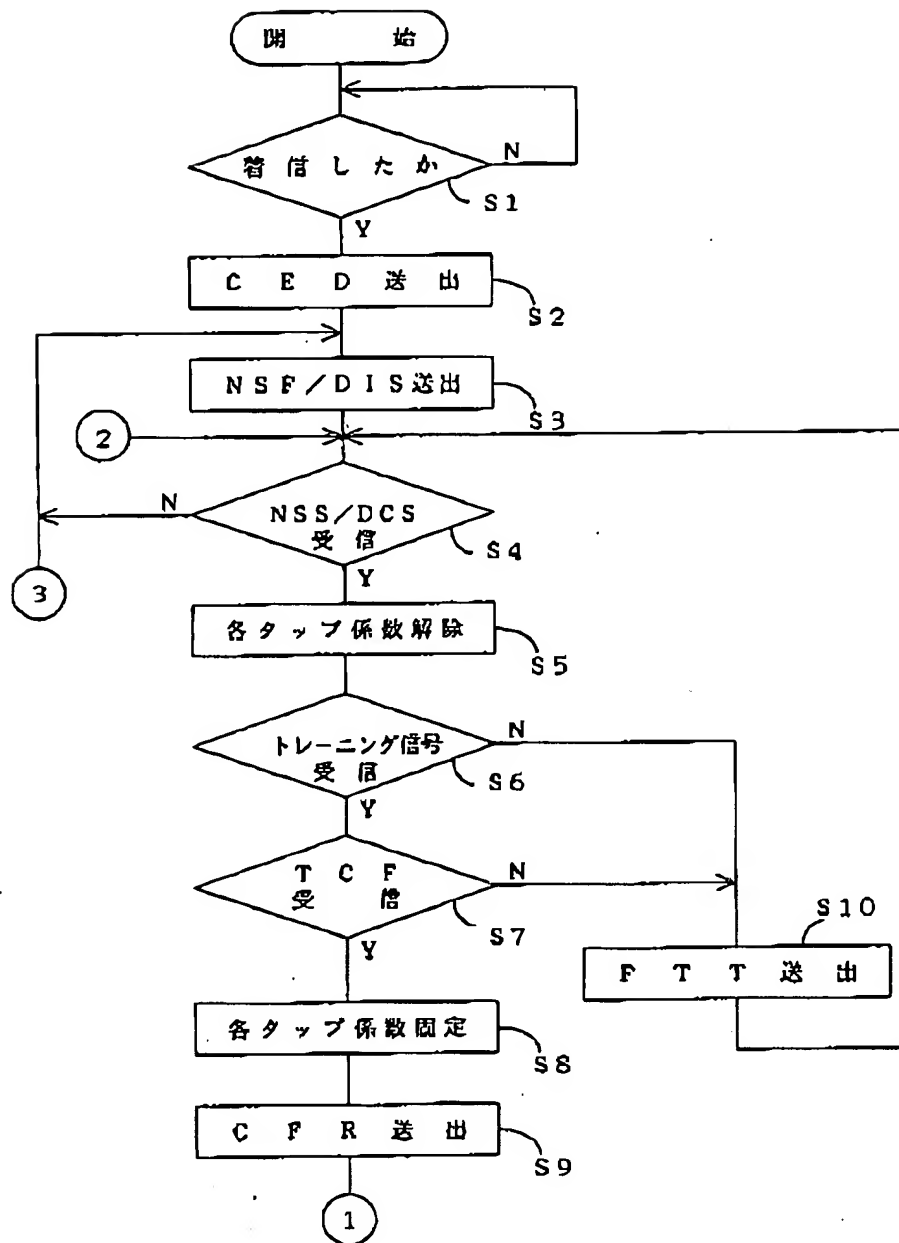 開 始
着信したか
N
S1
Y
CED送出
S2
NSF/DIS送出
S3
2
N
NSS/DCS
受信
S4
3
Y
各タップ係数解除
S5
トレーニング信号
受信
N
S6
Y
TCF
受信
N
S7
Y
S10
FTT送出
各タップ係数固定
S8
CFR送出
S9
1